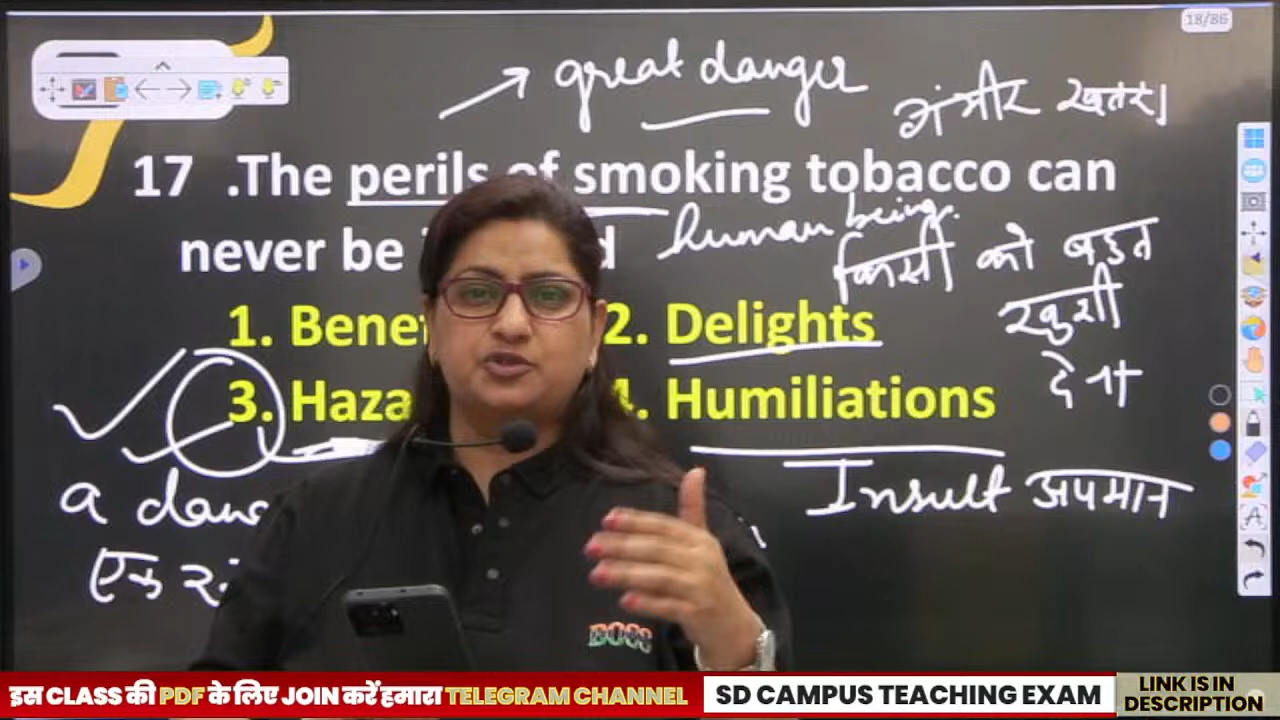 18/86
→ great danger गंभीर खतरा
17 .The perils of smoking tobacco can
never be
human being.
किसी को बहुत
1. Benef 2. Delights
खुशी
देना
3. Haza 4. Humiliations
Insult अपमान
a dang
एक
BOSS
इस CLASS की PDF के लिए JOIN करें हमारा TELEGRAM CHANNEL
SD CAMPUS TEACHING EXAM
LINK IS IN
DESCRIPTION